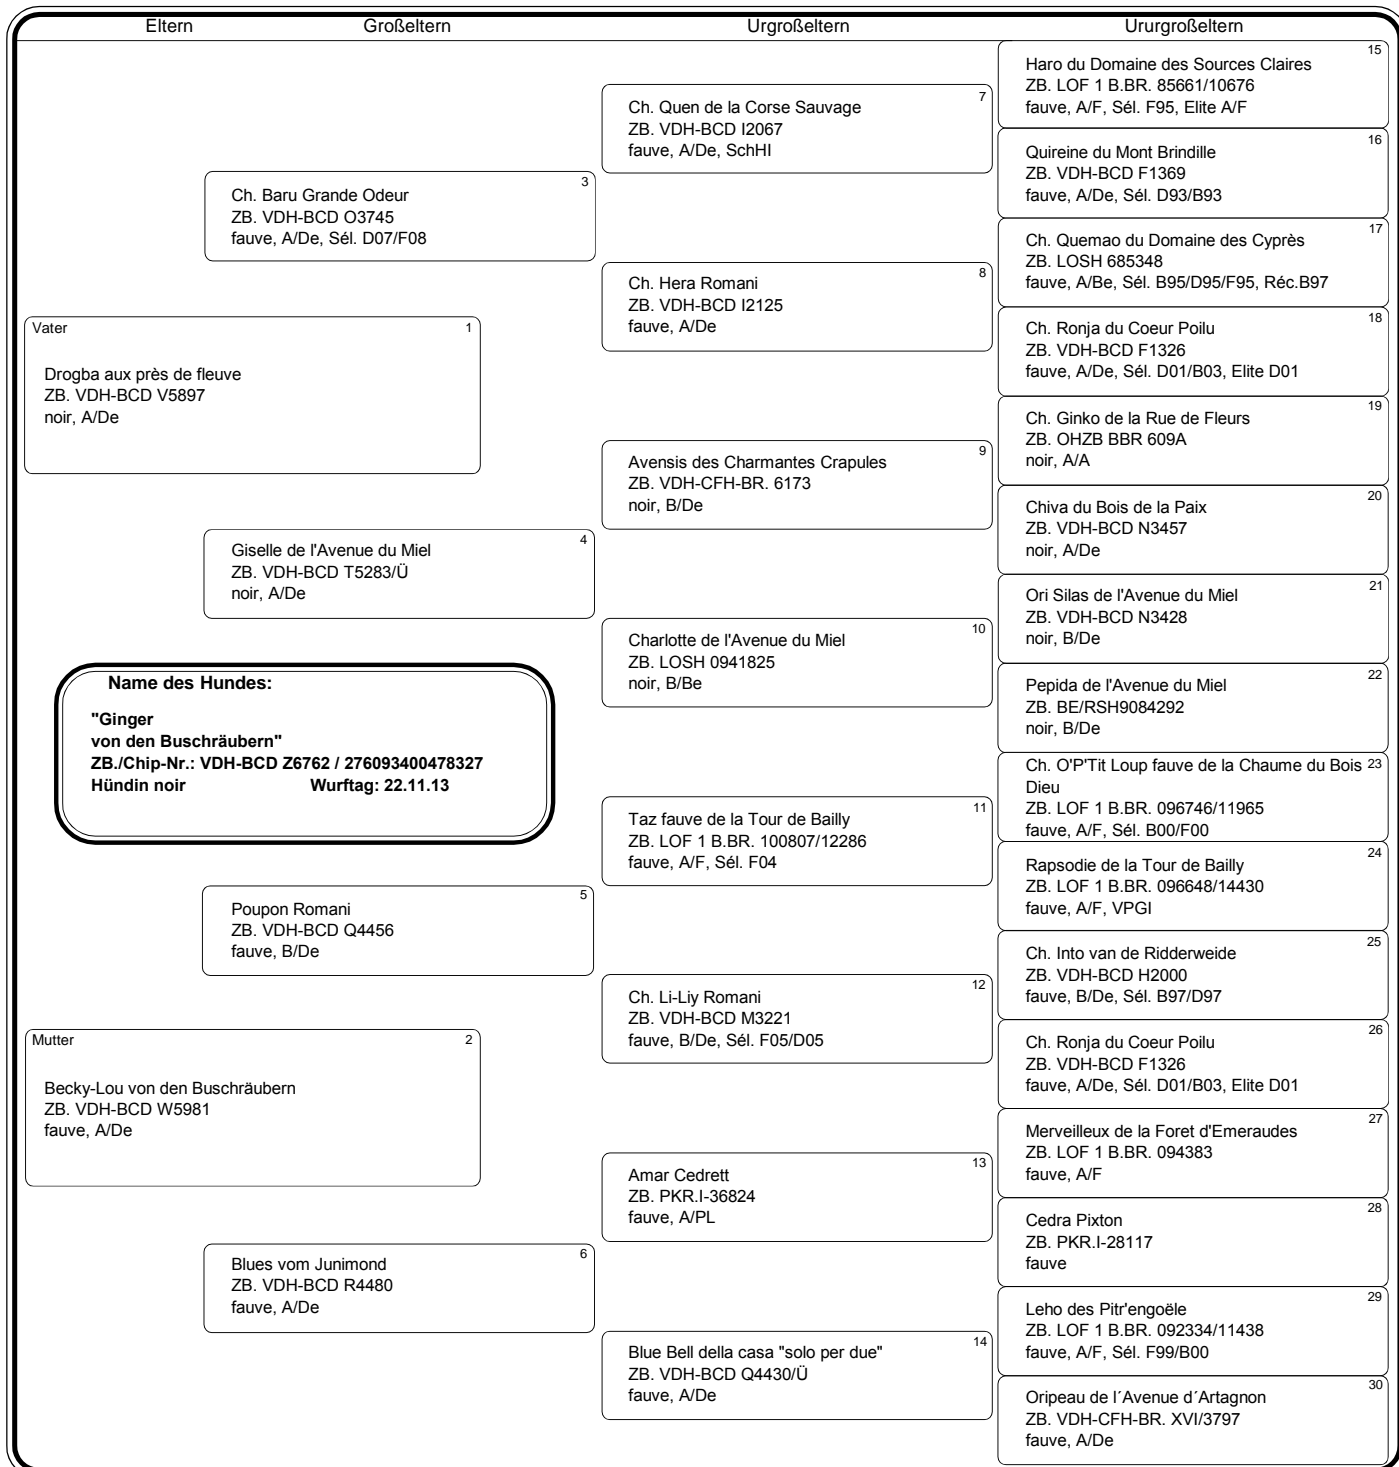 Eltern Großeltern Urgroßeltern Ururgroßeltern
Vater 1
Drogba aux près de fleuve
ZB. VDH-BCD V5897
noir, A/De
Mutter 2
Becky-Lou von den Buschräubern
ZB. VDH-BCD W5981
fauve, A/De
3
Ch. Baru Grande Odeur
ZB. VDH-BCD O3745
fauve, A/De, Sél. D07/F08
4
Giselle de l'Avenue du Miel
ZB. VDH-BCD T5283/Ü
noir, A/De
Name des Hundes:
"Ginger
von den Buschräubern"
ZB./Chip-Nr.: VDH-BCD Z6762 / 276093400478327
Hündin noir Wurftag: 22.11.13
5
Poupon Romani
ZB. VDH-BCD Q4456
fauve, B/De
6
Blues vom Junimond
ZB. VDH-BCD R4480
fauve, A/De
7
Ch. Quen de la Corse Sauvage
ZB. VDH-BCD I2067
fauve, A/De, SchHI
8
Ch. Hera Romani
ZB. VDH-BCD I2125
fauve, A/De
9
Avensis des Charmantes Crapules
ZB. VDH-CFH-BR. 6173
noir, B/De
10
Charlotte de l'Avenue du Miel
ZB. LOSH 0941825
noir, B/Be
11
Taz fauve de la Tour de Bailly
ZB. LOF 1 B.BR. 100807/12286
fauve, A/F, Sél. F04
12
Ch. Li-Liy Romani
ZB. VDH-BCD M3221
fauve, B/De, Sél. F05/D05
13
Amar Cedrett
ZB. PKR.I-36824
fauve, A/PL
14
Blue Bell della casa "solo per due"
ZB. VDH-BCD Q4430/Ü
fauve, A/De
15
Haro du Domaine des Sources Claires
ZB. LOF 1 B.BR. 85661/10676
fauve, A/F, Sél. F95, Elite A/F
16
Quireine du Mont Brindille
ZB. VDH-BCD F1369
fauve, A/De, Sél. D93/B93
17
Ch. Quemao du Domaine des Cyprès
ZB. LOSH 685348
fauve, A/Be, Sél. B95/D95/F95, Réc.B97
18
Ch. Ronja du Coeur Poilu
ZB. VDH-BCD F1326
fauve, A/De, Sél. D01/B03, Elite D01
19
Ch. Ginko de la Rue de Fleurs
ZB. OHZB BBR 609A
noir, A/A
20
Chiva du Bois de la Paix
ZB. VDH-BCD N3457
noir, A/De
21
Ori Silas de l'Avenue du Miel
ZB. VDH-BCD N3428
noir, B/De
22
Pepida de l'Avenue du Miel
ZB. BE/RSH9084292
noir, B/De
Ch. O'P'Tit Loup fauve de la Chaume du Bois 23
Dieu
ZB. LOF 1 B.BR. 096746/11965
fauve, A/F, Sél. B00/F00
24
Rapsodie de la Tour de Bailly
ZB. LOF 1 B.BR. 096648/14430
fauve, A/F, VPGI
25
Ch. Into van de Ridderweide
ZB. VDH-BCD H2000
fauve, B/De, Sél. B97/D97
26
Ch. Ronja du Coeur Poilu
ZB. VDH-BCD F1326
fauve, A/De, Sél. D01/B03, Elite D01
27
Merveilleux de la Foret d'Emeraudes
ZB. LOF 1 B.BR. 094383
fauve, A/F
28
Cedra Pixton
ZB. PKR.I-28117
fauve
29
Leho des Pitr'engoële
ZB. LOF 1 B.BR. 092334/11438
fauve, A/F, Sél. F99/B00
30
Oripeau de l´Avenue d´Artagnon
ZB. VDH-CFH-BR. XVI/3797
fauve, A/De